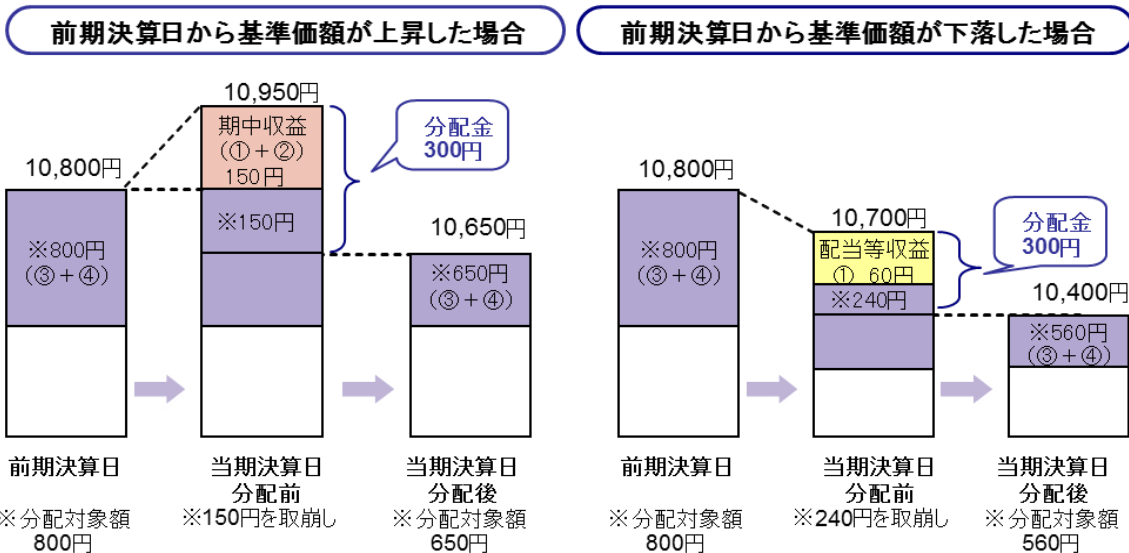 前期決算日から基準価額が上昇した場合
10,950円
期中収益
(①+②)
150円
分配金
300円
10,800円
※150円
10,650円
※800円
(③+④)
※650円
(③+④)
前期決算日
当期決算日
分配前
当期決算日
分配後
※分配対象額
800円
※150円を取崩し
※分配対象額
650円
前期決算日から基準価額が下落した場合
10,800円
10,700円
分配金
300円
※800円
(③+④)
配当等収益
① 60円
※240円
10,400円
※560円
(③+④)
前期決算日
当期決算日
分配前
当期決算日
分配後
※分配対象額
800円
※240円を取崩し
※分配対象額
560円